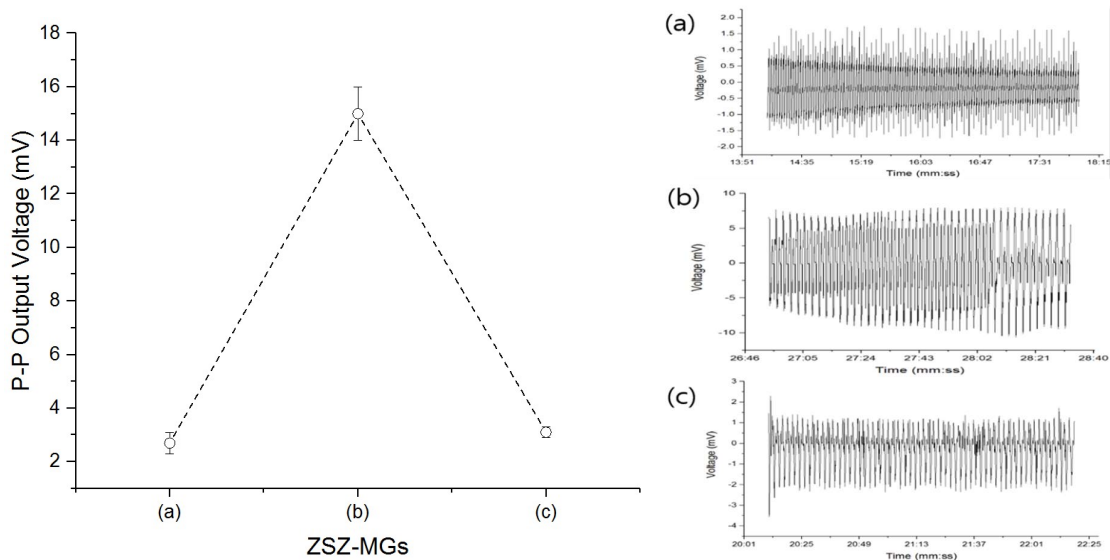 18
16
14
12
10
8
6
4
2
P-P Output Voltage (mV)
(a)
(b)
(c)
ZSZ-MGs
(a)
2.0
1.5
1.0
0.5
0.0
-0.5
-1.0
-1.5
-2.0
Voltage (mV)
13:51 14:35 15:19 16:03 16:47 17:31 18:15
Time (mm:ss)
(b)
10
5
0
-5
-10
Voltage (mV)
26:46 27:05 27:24 27:43 28:02 28:21 28:40
Time (mm:ss)
(c)
3
2
1
0
-1
-2
-3
-4
Voltage (mV)
20:01 20:25 20:49 21:13 21:37 22:01 22:25
Time (mm:ss)